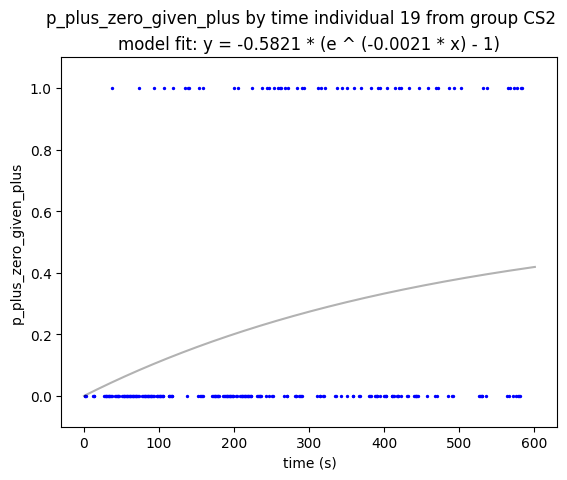 p_plus_zero_given_plus by time individual 19 from group CS2
model fit: y = -0.5821 * (e ^ (-0.0021 * x) - 1)
1.0
0.8
0.6
0.4
0.2
0.0
p_plus_zero_given_plus
0 100 200 300 400 500 600
time (s)